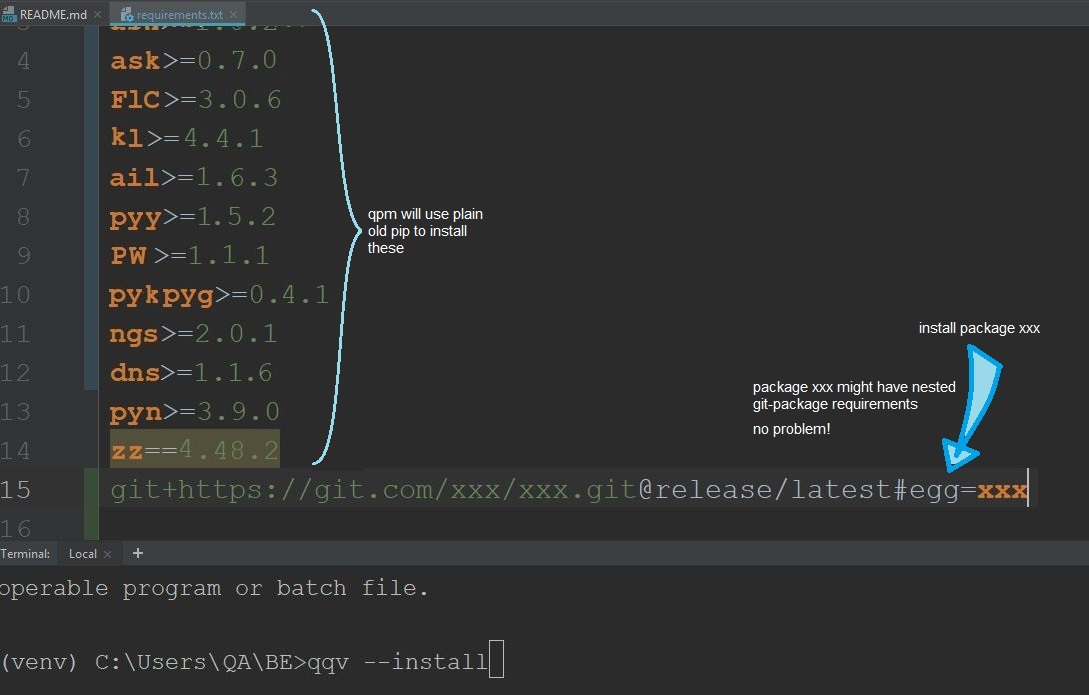 README.md
requirements.txt
4 ask>=0.7.0
5 FlC>=3.0.6
6 kl>=4.4.1
7 ail>=1.6.3
8 pyy>=1.5.2
9 PW >=1.1.1
10 pykpyg>=0.4.1
11 ngs>=2.0.1
12 dns>=1.1.6
13 pyn>=3.9.0
14 zz==4.48.2
15 git+https://git.com/xxx/xxx.git@release/latest#egg=xxx
16
qpm will use plain
old pip to install
these
install package xxx
package xxx might have nested
git-package requirements
no problem!
Terminal: Local +
operable program or batch file.
(venv) C:\Users\QA\BE>qqv --install